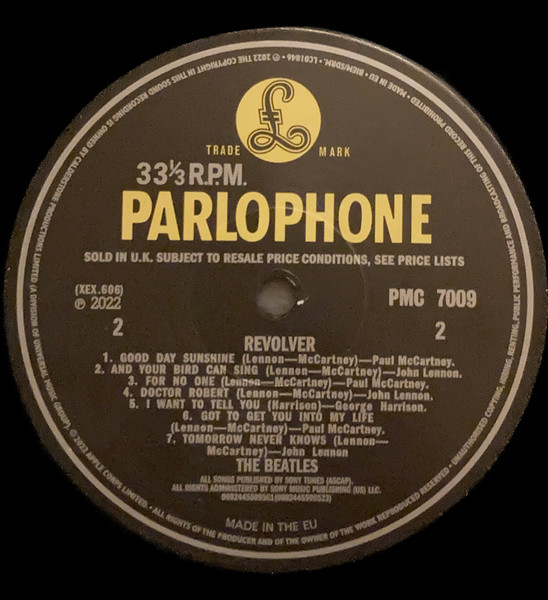 TRADE £ MARK
33⅓ R.P.M.
PARLOPHONE
SOLD IN U.K. SUBJECT TO RESALE PRICE CONDITIONS, SEE PRICE LISTS
(XEX.606)
℗ 2022
PMC 7009
2 2
REVOLVER
1. GOOD DAY SUNSHINE (Lennon—McCartney)—Paul McCartney.
2. AND YOUR BIRD CAN SING (Lennon—McCartney)—John Lennon.
3. FOR NO ONE (Lennon—McCartney)—Paul McCartney.
4. DOCTOR ROBERT (Lennon—McCartney)—John Lennon.
5. I WANT TO TELL YOU (Harrison)—George Harrison.
6. GOT TO GET YOU INTO MY LIFE
(Lennon—McCartney)—Paul McCartney.
7. TOMORROW NEVER KNOWS (Lennon—
McCartney)—John Lennon
THE BEATLES
ALL SONGS PUBLISHED BY SONY TUNES (ASCAP).
ALL RIGHTS ADMINISTERED BY SONY MUSIC PUBLISHING (US) LLC.
MADE IN THE EU
©2022 APPLE CORPS LIMITED. • ALL RIGHTS OF THE PRODUCER AND OF THE OWNER OF THE WORK REPRODUCED RESERVED • UNAUTHORISED COPYING, HIRING, RENTING, PUBLIC PERFORMANCE AND BROADCASTING OF THIS RECORD PROHIBITED • MADE IN EU • BIEM/SDRM. • LC01846 • ℗2022 THE COPYRIGHT IN THIS SOUND RECORDING IS OWNED BY CALDERSTONE PRODUCTIONS LIMITED (A DIVISION OF UNIVERSAL MUSIC GROUP).